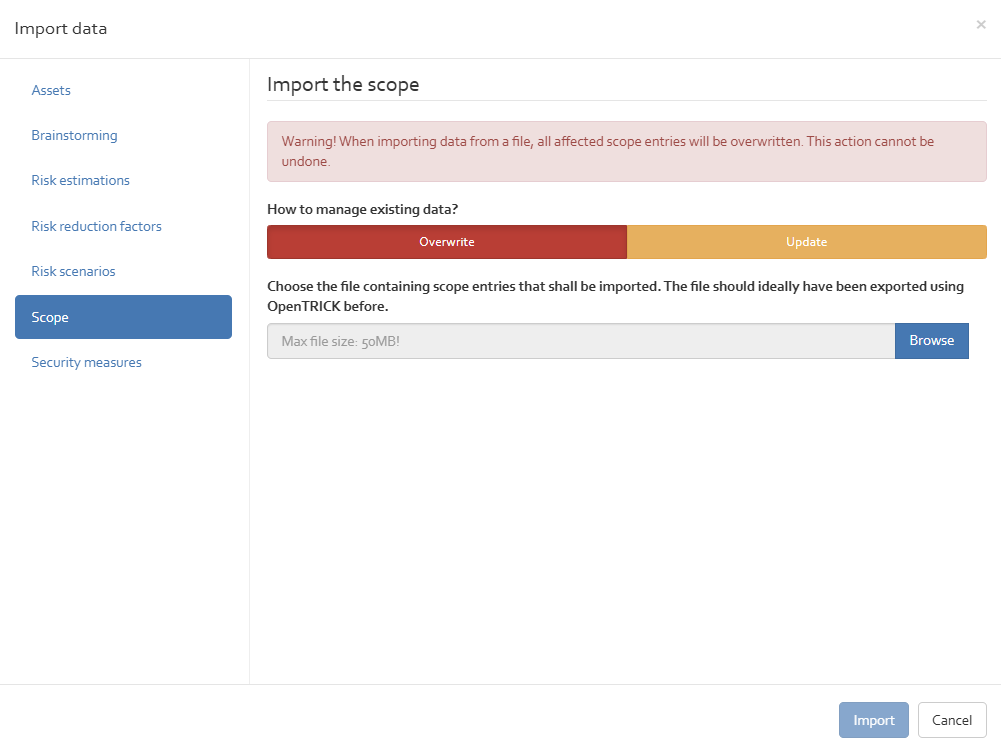 Import data
×
Assets
Brainstorming
Risk estimations
Risk reduction factors
Risk scenarios
Scope
Security measures
Import the scope
Warning! When importing data from a file, all affected scope entries will be overwritten. This action cannot be
undone.
How to manage existing data?
Overwrite
Update
Choose the file containing scope entries that shall be imported. The file should ideally have been exported using
OpenTRICK before.
Max file size: 50MB!
Browse
Import
Cancel